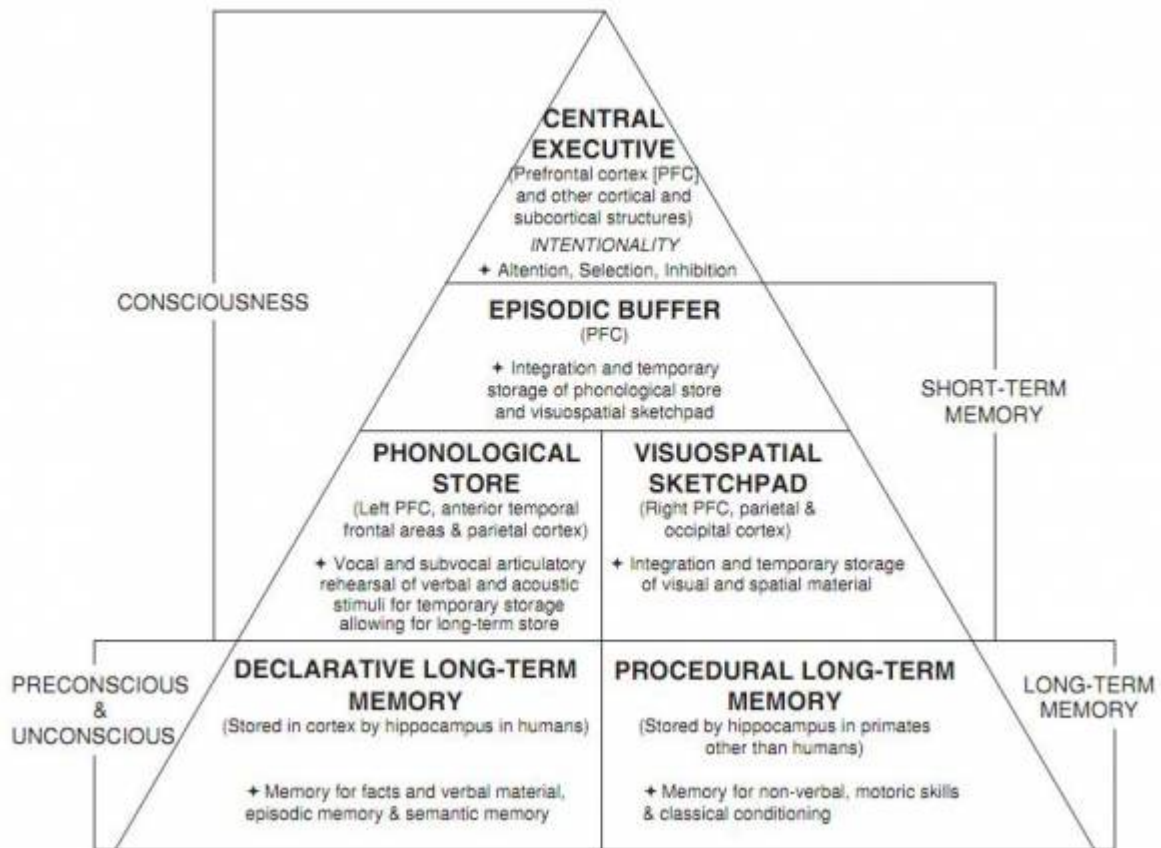 CENTRAL
EXECUTIVE
(Prefrontal cortex [PFC]
and other cortical and
subcortical structures)
INTENTIONALITY
+ Altention, Selection, Inhibition
CONSCIOUSNESS
EPISODIC BUFFER
(PFC)
+ Integration and temporary
storage of phonological store
and visuospatial sketchpad
SHORT-TERM
MEMORY
PHONOLOGICAL
STORE
(Left PFC, anterior temporal
frontal areas & parietal cortex)
+ Vocal and subvocal articulatory
rehearsal of verbal and acoustic
stimuli for temporary storage
allowing for long-term store
VISUOSPATIAL
SKETCHPAD
(Right PFC, parietal &
occipital cortex)
+ Integration and temporary storage
of visual and spatial material
PRECONSCIOUS
&
UNCONSCIOUS
DECLARATIVE LONG-TERM
MEMORY
(Stored in cortex by hippocampus in humans)
+ Memory for facts and verbal material,
episodic memory & semantic memory
PROCEDURAL LONG-TERM
MEMORY
(Stored by hippocampus in primates
other than humans)
+ Memory for non-verbal, motoric skills
& classical conditioning
LONG-TERM
MEMORY